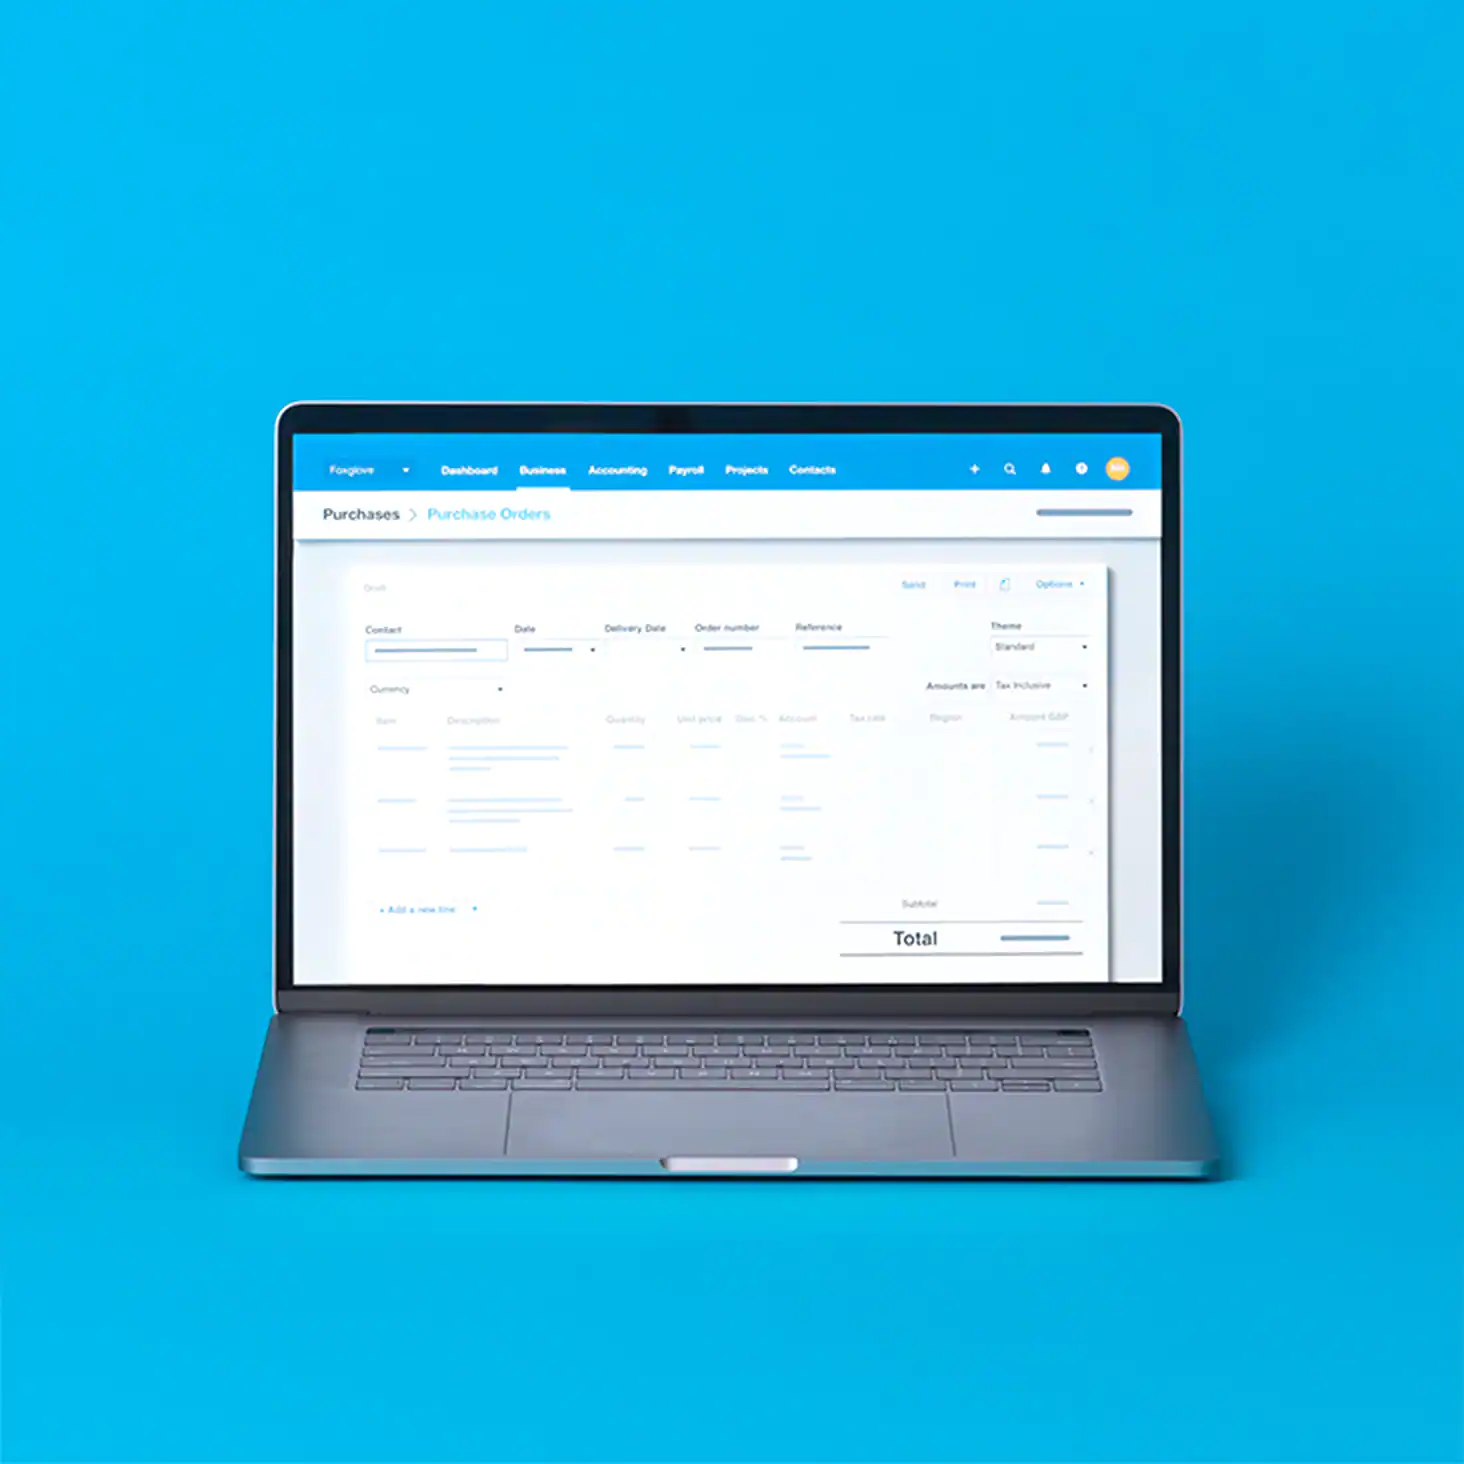 Foxglove Dashboard Business Accounting Payroll Projects Contacts
Purchases > Purchase Orders
Draft Send Print Options
Contact Date Delivery Date Order number Reference Theme
Standard
Currency Amounts are Tax Inclusive
Item Description Quantity Unit price Disc % Account Tax rate Region Amount GBP
+ Add a new line
Subtotal
Total